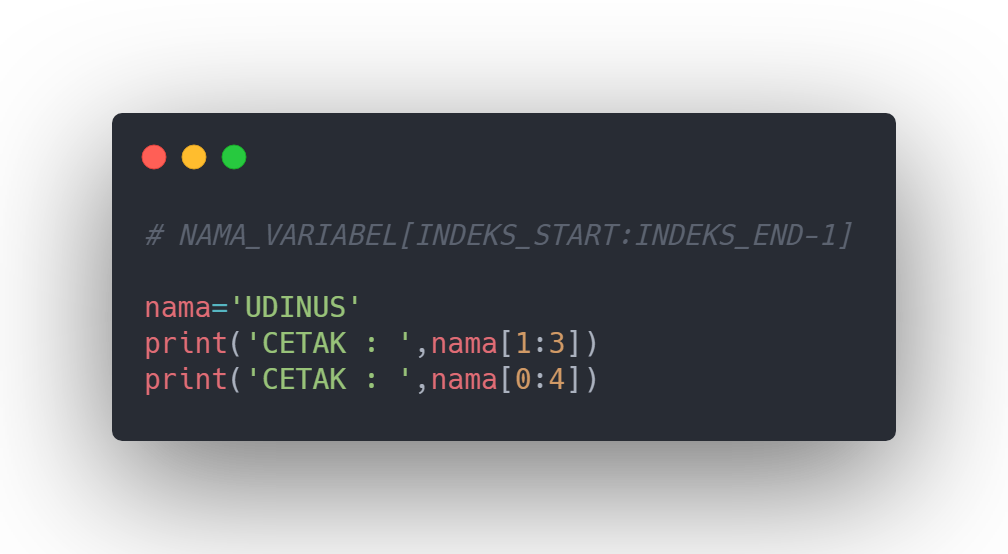 # NAMA_VARIABEL[INDEKS_START:INDEKS_END-1]
nama='UDINUS'
print('CETAK : ',nama[1:3])
print('CETAK : ',nama[0:4])